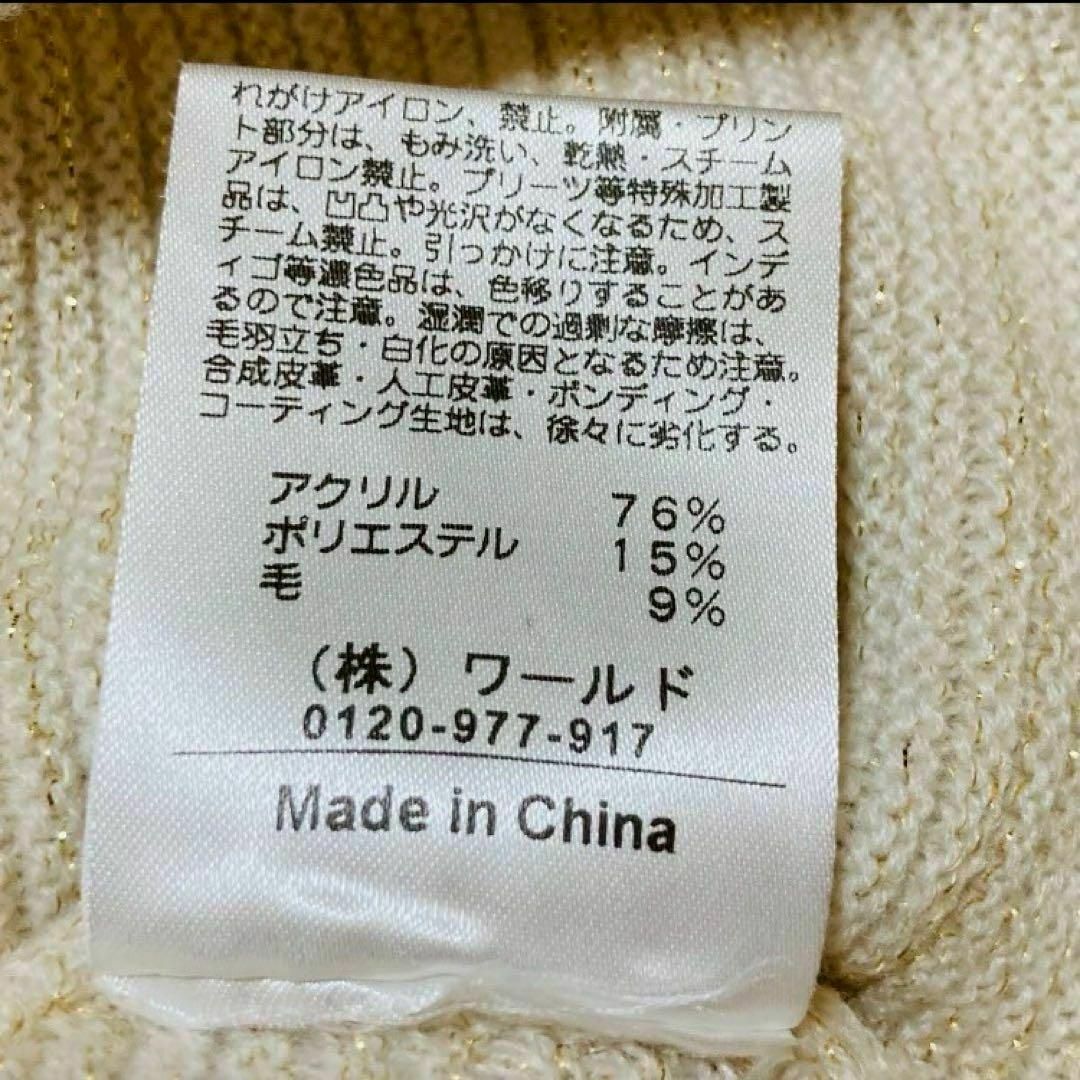 れがけアイロン、禁止。附属・プリン
ト部分は、もみ洗い、乾熱・スチーム
アイロン禁止。プリーツ等特殊加工製
品は、凹凸や光沢がなくなるため、ス
チーム禁止。引っかけに注意。インデ
ィゴ等濃色品は、色移りすることがあ
るので注意。湿潤での過剰な摩擦は、
毛羽立ち・白化の原因となるため注意。
合成皮革・人工皮革・ボンディング・
コーティング生地は、徐々に劣化する。
アクリル 76%
ポリエステル 15%
毛 9%
(株) ワールド
0120-977-917
Made in China